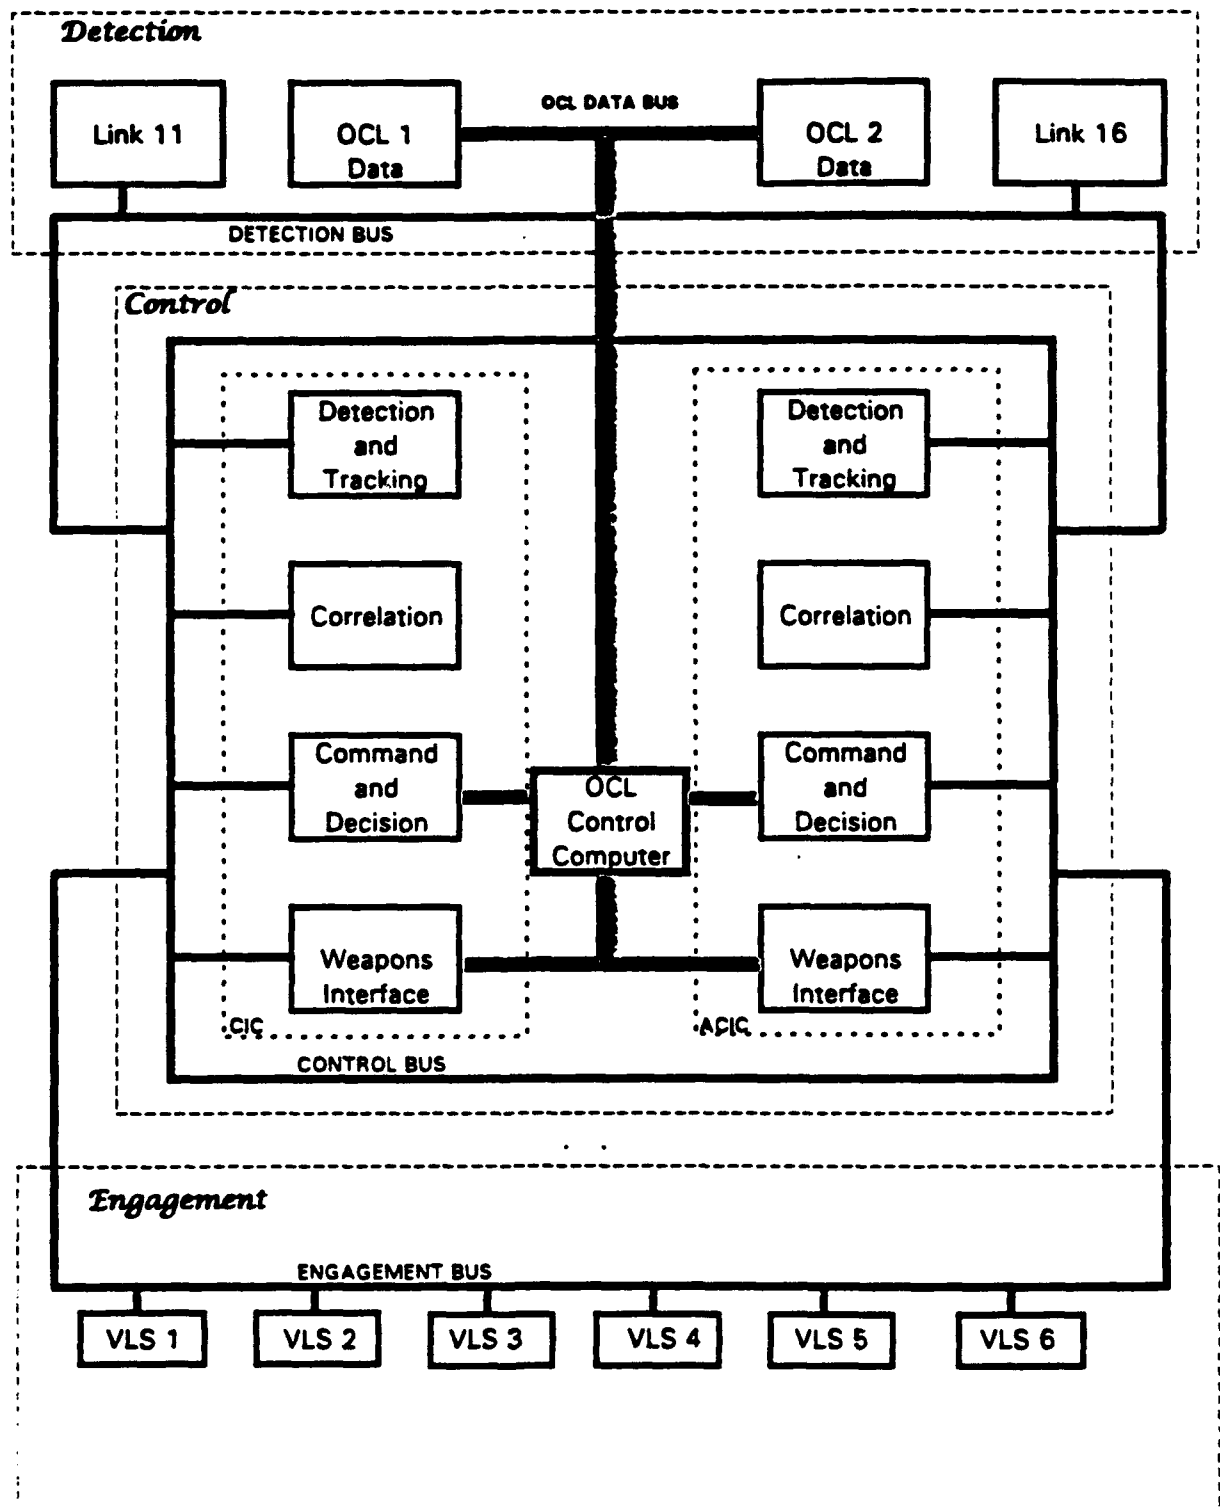 Detection
Link 11
OCL 1
Data
OCL DATA BUS
OCL 2
Data
Link 16
DETECTION BUS
Control
Detection
and
Tracking
Detection
and
Tracking
Correlation
Correlation
Command
and
Decision
OCL
Control
Computer
Command
and
Decision
Weapons
Interface
Weapons
Interface
CIC
ACIC
CONTROL BUS
Engagement
ENGAGEMENT BUS
VLS 1
VLS 2
VLS 3
VLS 4
VLS 5
VLS 6